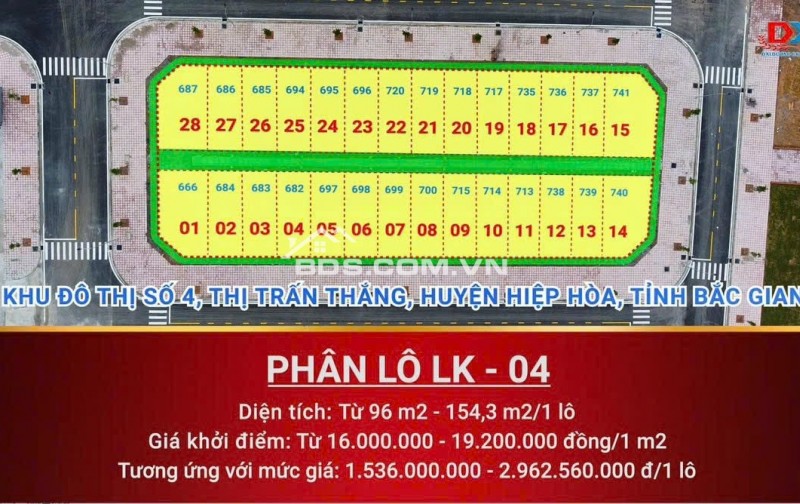 687 686 685 694 695 696 720 719 718 717 735 736 737 741
28 27 26 25 24 23 22 21 20 19 18 17 16 15
666 684 683 682 697 698 699 700 715 714 713 738 739 740
01 02 03 04 05 06 07 08 09 10 11 12 13 14
BDS.COM.VN
KHU ĐÔ THỊ SỐ 4, THỊ TRẤN THẮNG, HUYỆN HIỆP HÒA, TỈNH BẮC GIAN
PHÂN LÔ LK - 04
Diện tích: Từ 96 m2 - 154,3 m2/1 lô
Giá khởi điểm: Từ 16.000.000 - 19.200.000 đồng/1 m2
Tương ứng với mức giá: 1.536.000.000 - 2.962.560.000 đ/1 lô